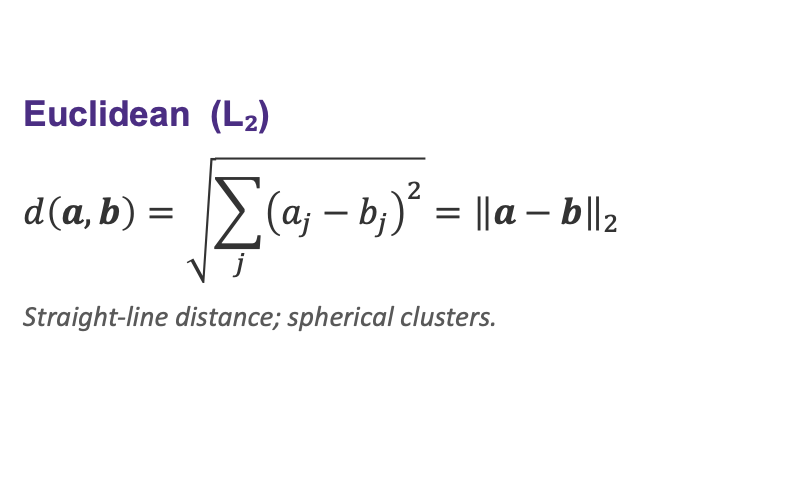 Euclidean (L₂)
d(a, b) = √∑ⱼ(aⱼ − bⱼ)² = ‖a − b‖₂
Straight-line distance; spherical clusters.